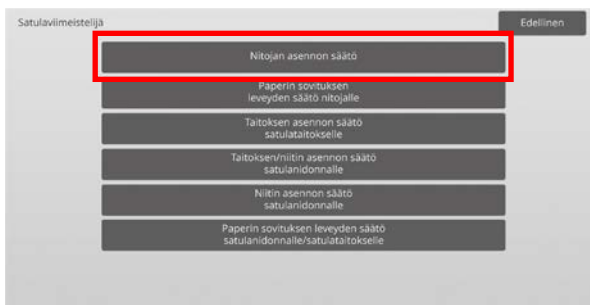 Satulaviimeistelijä
Edellinen
Nitojan asennon säätö
Paperin sovituksen
leveyden säätö nitojalle
Taitoksen asennon säätö
satulataitokselle
Taitoksen/niitin asennon säätö
satulanidonnalle
Niitin asennon säätö
satulanidonnalle
Paperin sovituksen leveyden säätö
satulanidonnalle/satulataitokselle